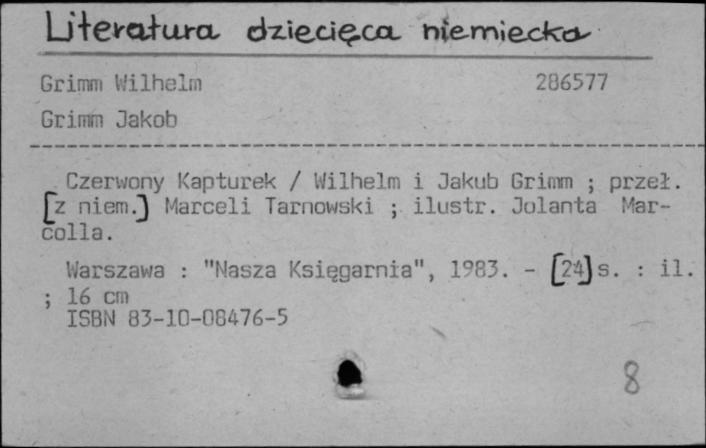 Literatura dziecięca niemiecka
Grimm Wilhelm 286577
Grimm Jakob
Czerwony Kapturek / Wilhelm i Jakub Grimm ; przeł.
[z niem.] Marceli Tarnowski ; ilustr. Jolanta Mar-
colla.
Warszawa : "Nasza Księgarnia", 1983. - [24]s. : il.
; 16 cm
ISBN 83-10-08476-5
8